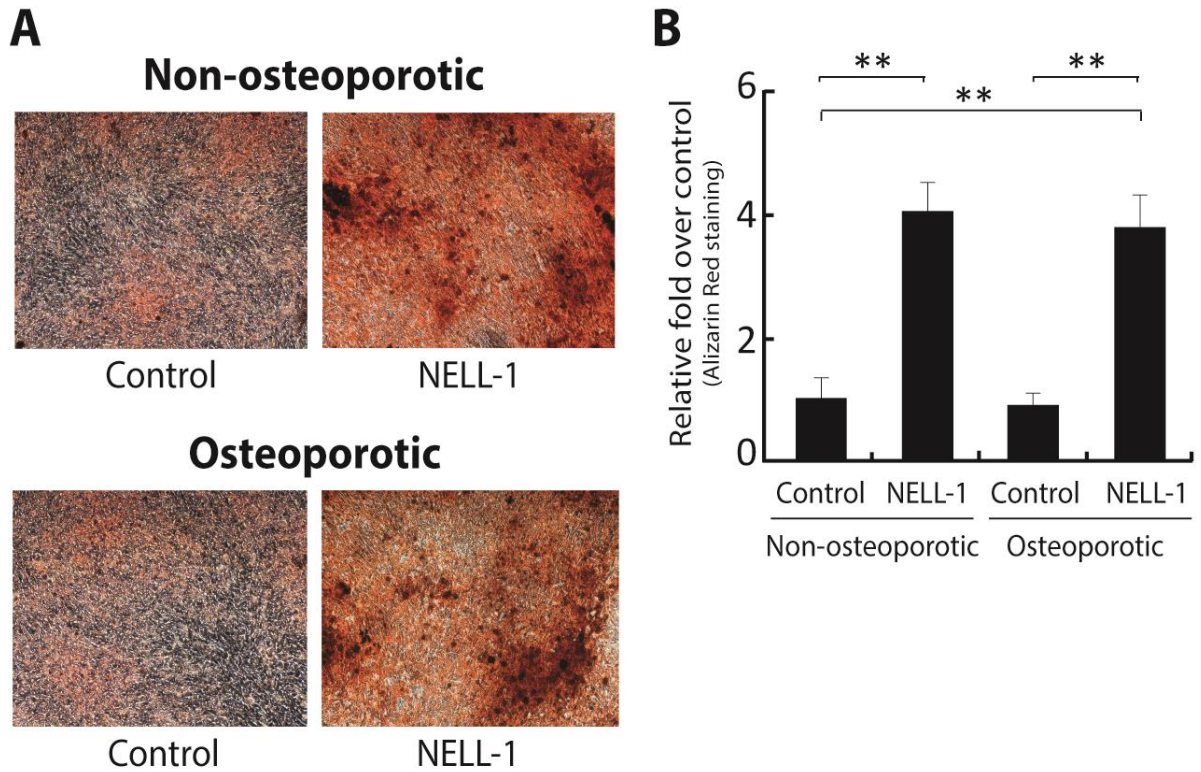 A
Non-osteoporotic
Control NELL-1
Osteoporotic
Control NELL-1
B
Relative fold over control
(Alizarin Red staining)
** **
**
6
4
2
0
Control NELL-1 Control NELL-1
Non-osteoporotic Osteoporotic